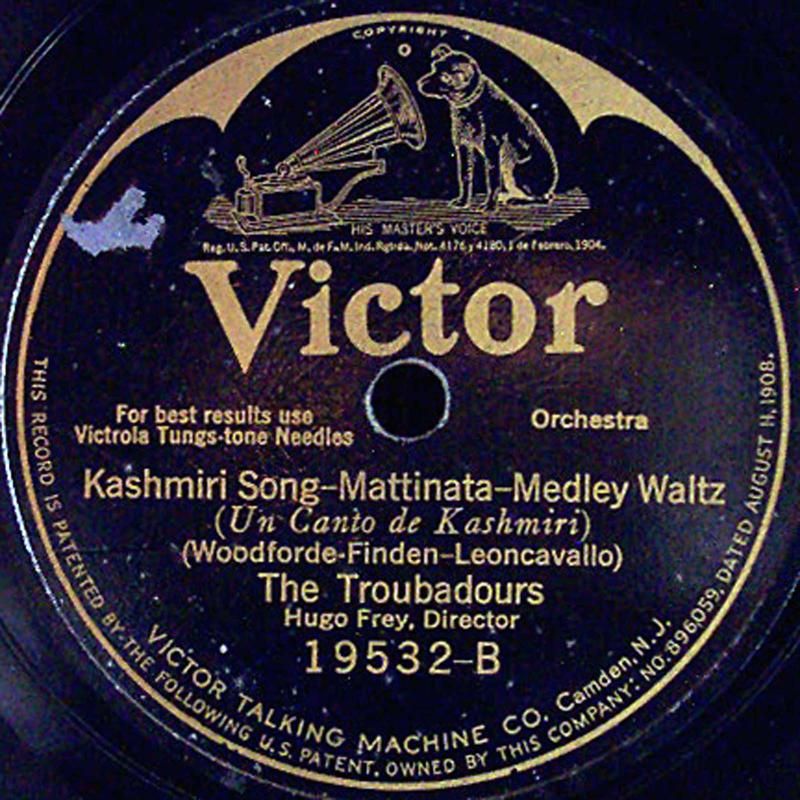 COPYRIGHT
HIS MASTER'S VOICE
Reg. U.S. Pat. Off., M. de F. M. Ind. Rgtrda., Nos. 4176 y 4180, 1 de Febrero, 1904.
Victor
For best results use
Victrola Tungs-tone Needles
Orchestra
Kashmiri Song-Mattinata-Medley Waltz
(Un Canto de Kashmiri)
(Woodforde-Finden-Leoncavallo)
The Troubadours
Hugo Frey, Director
19532-B
VICTOR TALKING MACHINE CO. Camden, N.J.
THIS RECORD IS PATENTED BY THE FOLLOWING U.S. PATENT, OWNED BY THIS COMPANY: NO. 896,059, DATED AUGUST 11, 1908.